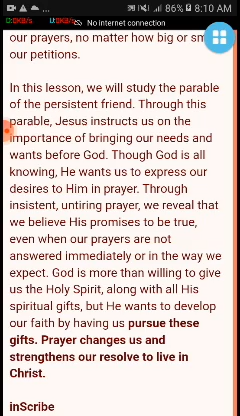 86% 8:10 AM
D:0KB/s U:0KB/s No internet connection
our prayers, no matter how big or sm
our petitions.
In this lesson, we will study the parable
of the persistent friend. Through this
parable, Jesus instructs us on the
importance of bringing our needs and
wants before God. Though God is all
knowing, He wants us to express our
desires to Him in prayer. Through
insistent, untiring prayer, we reveal that
we believe His promises to be true,
even when our prayers are not
answered immediately or in the way we
expect. God is more than willing to give
us the Holy Spirit, along with all His
spiritual gifts, but He wants to develop
our faith by having us pursue these
gifts. Prayer changes us and
strengthens our resolve to live in
Christ.
inScribe